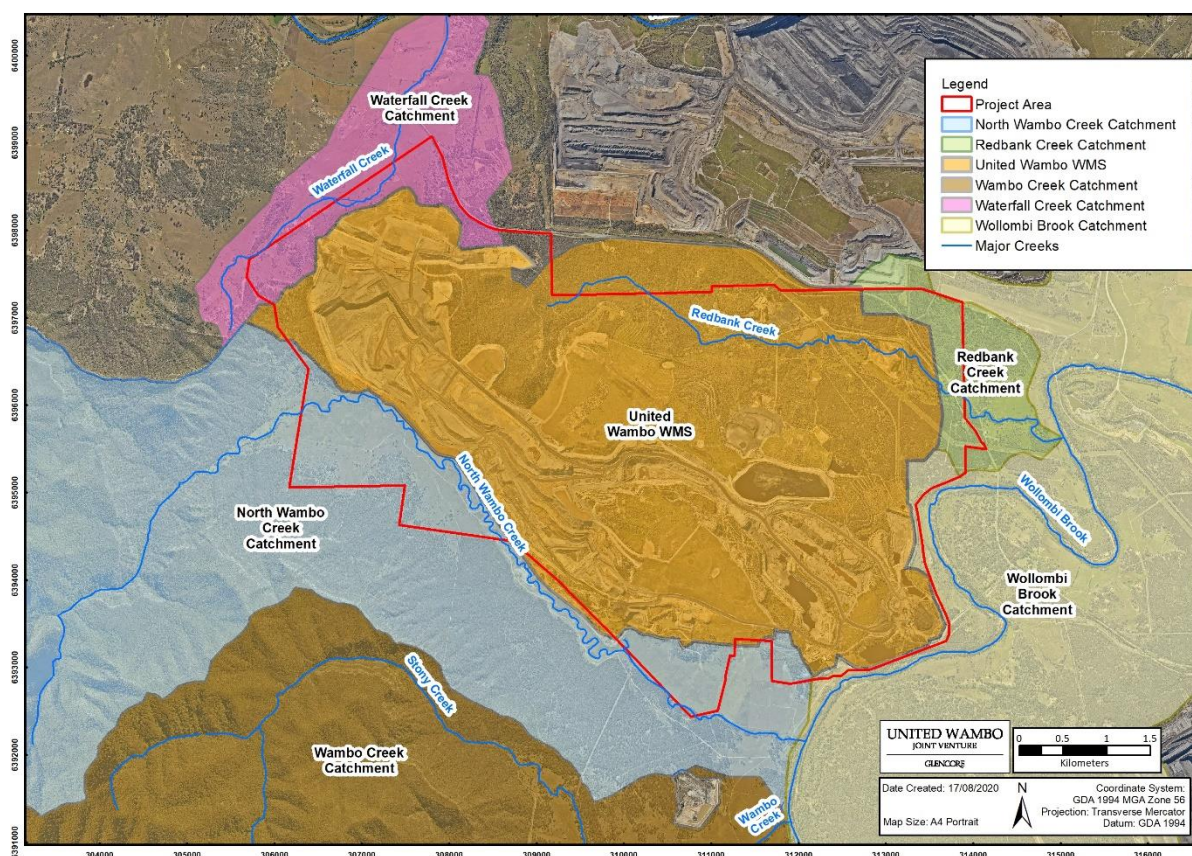 Waterfall Creek
Catchment
Waterfall Creek
Redbank Creek
Redbank
Creek
Catchment
United
Wambo WMS
North Wambo Creek
North Wambo
Creek
Catchment
Wollombi Brook
Wollombi
Brook
Catchment
Stony Creek
Wambo Creek
Catchment
Wambo
Creek
Legend
Project Area
North Wambo Creek Catchment
Redbank Creek Catchment
United Wambo WMS
Wambo Creek Catchment
Waterfall Creek Catchment
Wollombi Brook Catchment
Major Creeks
UNITED WAMBO
JOINT VENTURE
GLENCORE
0 0.5 1 1.5
Kilometers
Date Created: 17/08/2020
Map Size: A4 Portrait
N
Coordinate System:
GDA 1994 MGA Zone 56
Projection: Transverse Mercator
Datum: GDA 1994
6400000
6399000
6398000
6397000
6396000
6395000
6394000
6393000
6392000
6391000
304000 305000 306000 307000 308000 309000 310000 311000 312000 313000 314000 315000 316000